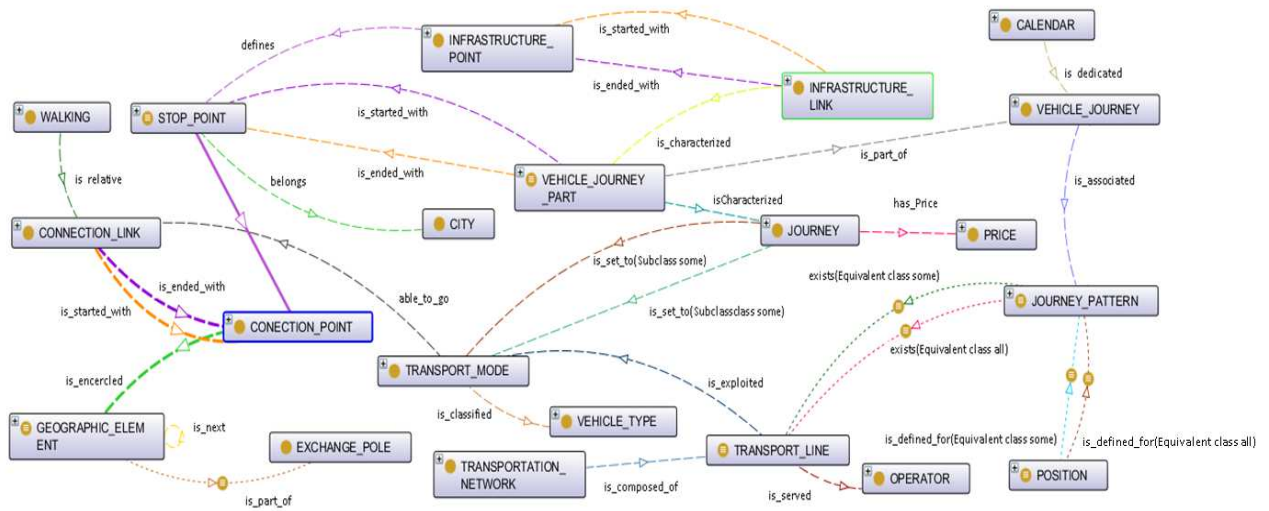 INFRASTRUCTURE_
POINT
is_started_with
CALENDAR
defines
is_dedicated
is_ended_with
INFRASTRUCTURE_
LINK
WALKING
STOP_POINT
is_started_with
VEHICLE_JOURNEY
is_characterized
is_part_of
is_ended_with
VEHICLE_JOURNEY
_PART
is_relative
belongs
is_associated
isCharacterized
has_Price
CONNECTION_LINK
CITY
JOURNEY
PRICE
is_set_to(Subclass some)
exists(Equivalent class some)
is_ended_with
able_to_go
is_started_with
is_set_to(Subclassclass some)
JOURNEY_PATTERN
CONECTION_POINT
exists(Equivalent class all)
TRANSPORT_MODE
is_encercled
is_exploited
is_classified
VEHICLE_TYPE
GEOGRAPHIC_ELEM
ENT
is_next
EXCHANGE_POLE
is_defined_for(Equivalent class some)
is_defined_for(Equivalent class all)
TRANSPORT_LINE
TRANSPORTATION_
NETWORK
is_composed_of
OPERATOR
POSITION
is_part_of
is_served